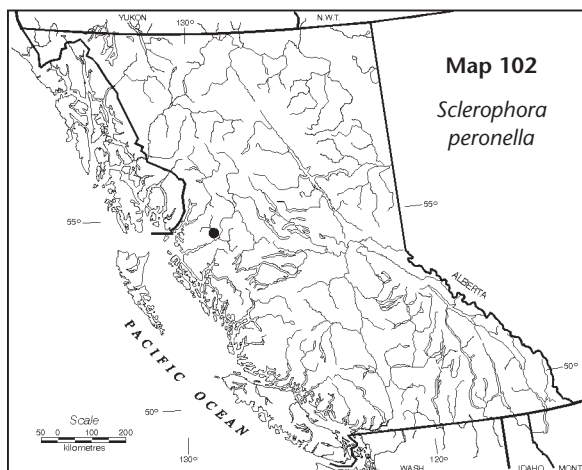 YUKON
130°
N.W.T.
Map 102
Sclerophora
peronella
55°
55°
ALBERTA
PACIFIC OCEAN
50°
50°
Scale
50 0 100 200
kilometres
130°
120°
WASH
IDAHO
MONT